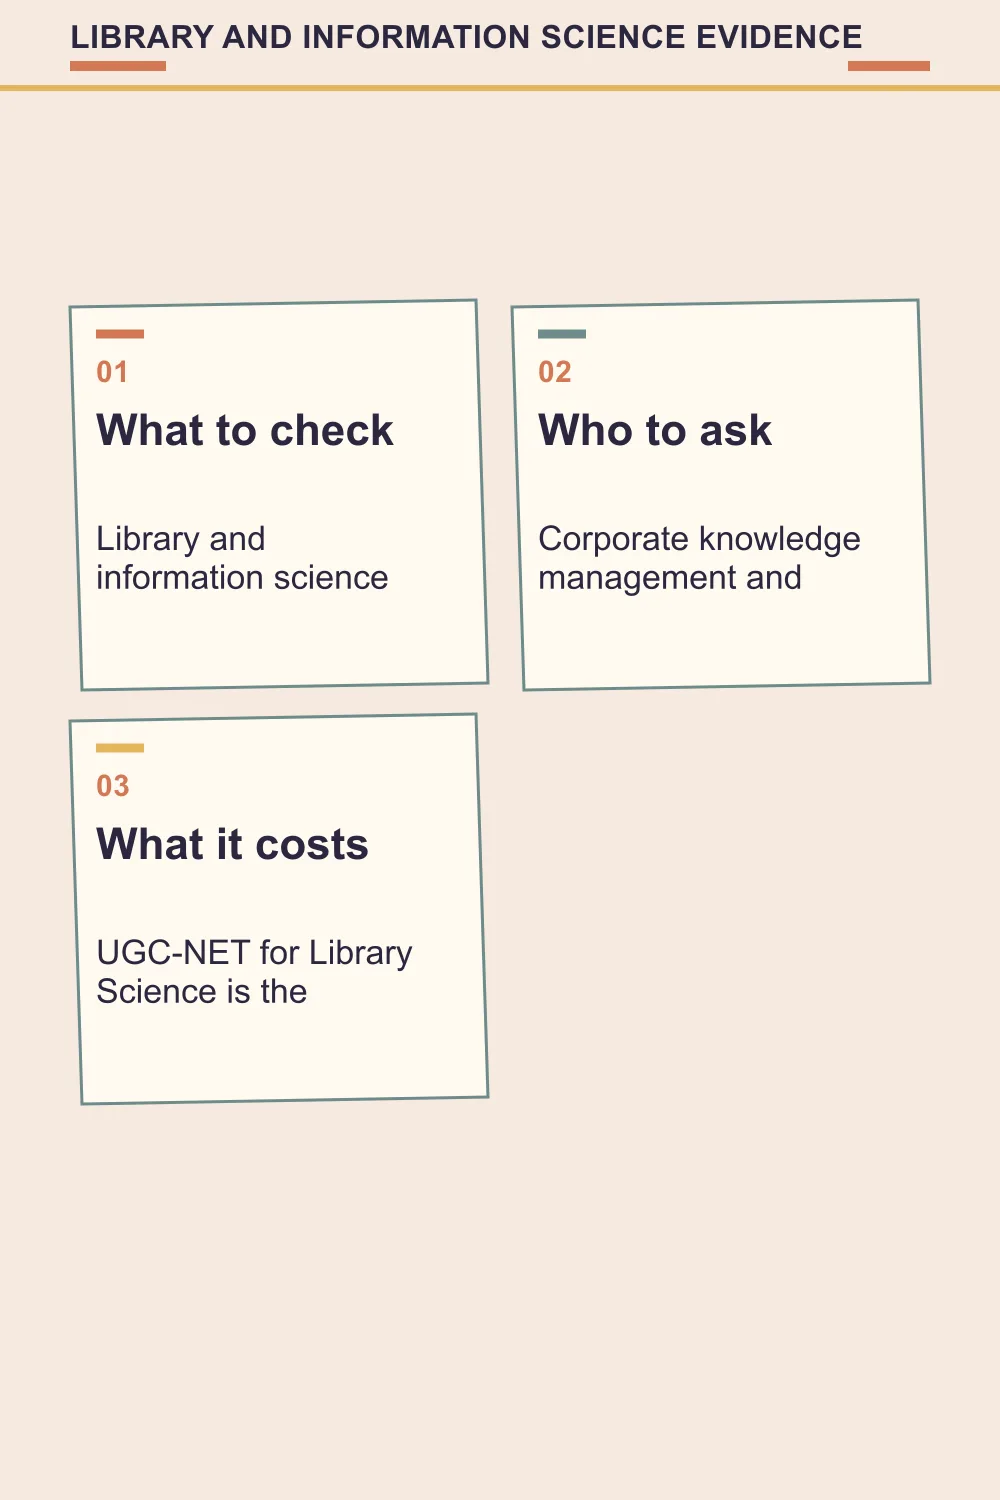 LIBRARY AND INFORMATION SCIENCE EVIDENCE
01
What to check
Library and
information science
02
Who to ask
Corporate knowledge
management and
03
What it costs
UGC-NET for Library
Science is the